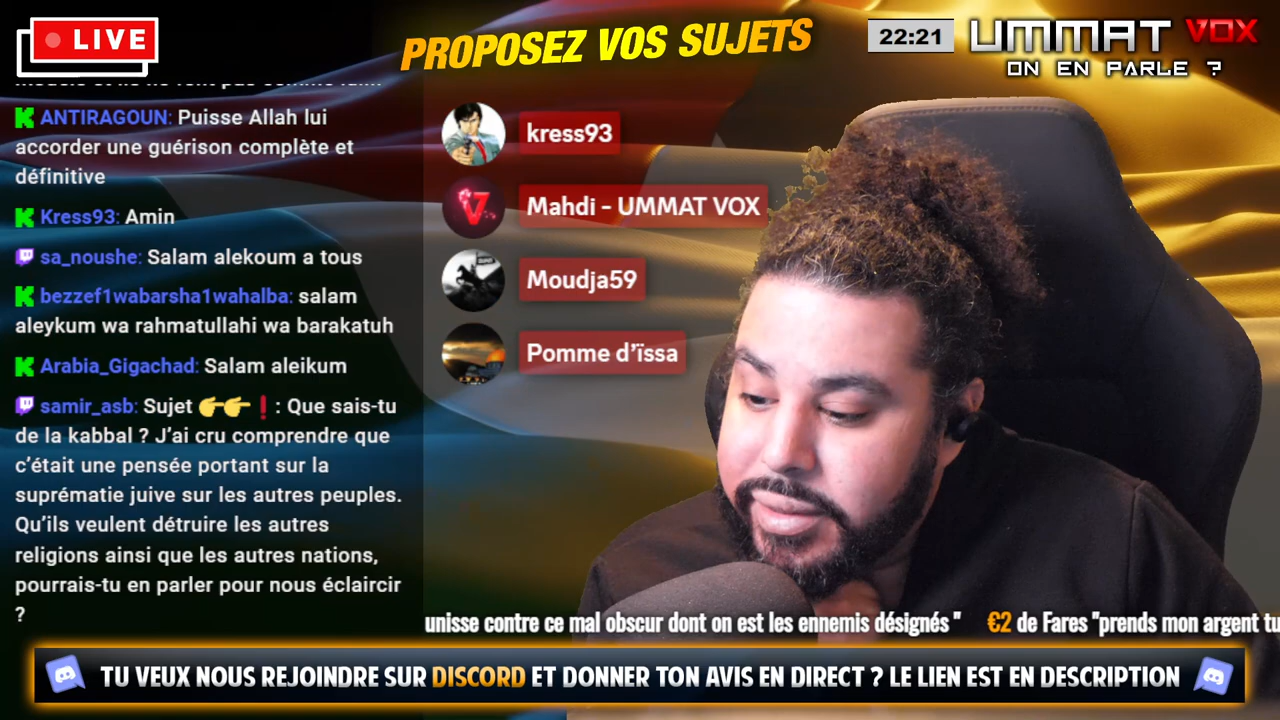 LIVE
PROPOSEZ VOS SUJETS
22:21
UMMAT VOX
ON EN PARLE ?
ANTIRAGOUN: Puisse Allah lui
accorder une guérison complète et
définitive
Kress93: Amin
sa_noushe: Salam alekoum a tous
bezzef1wabarsha1wahalba: salam
aleykum wa rahmatullahi wa barakatuh
Arabia_Gigachad: Salam aleikum
samir_asb: Sujet 👉👉❗: Que sais-tu
de la kabbal ? J'ai cru comprendre que
c'était une pensée portant sur la
suprématie juive sur les autres peuples.
Qu'ils veulent détruire les autres
religions ainsi que les autres nations,
pourrais-tu en parler pour nous éclaircir
?
kress93
Mahdi - UMMAT VOX
Moudja59
Pomme d'ïssa
unisse contre ce mal obscur dont on est les ennemis désignés " €2 de Fares "prends mon argent tu
TU VEUX NOUS REJOINDRE SUR DISCORD ET DONNER TON AVIS EN DIRECT ? LE LIEN EST EN DESCRIPTION